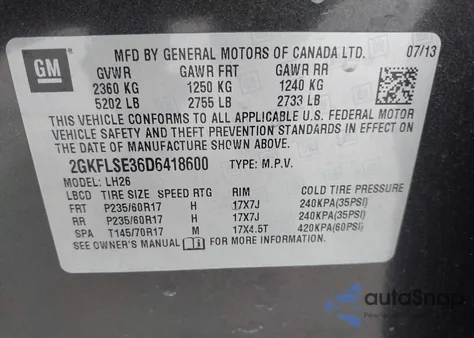 GM
MFD BY GENERAL MOTORS OF CANADA LTD. 07/13
GVWR GAWR FRT GAWR RR
2360 KG 1250 KG 1240 KG
5202 LB 2755 LB 2733 LB
THIS VEHICLE CONFORMS TO ALL APPLICABLE U.S. FEDERAL MOTOR
VEHICLE SAFETY AND THEFT PREVENTION STANDARDS IN EFFECT ON THE
DATE OF MANUFACTURE SHOWN ABOVE.
2GKFLSE36D6418600 TYPE: M.P.V.
MODEL: LH26
LBCD TIRE SIZE SPEED RTG RIM COLD TIRE PRESSURE
FRT P235/60R17 H 17X7J 240KPA(35PSI)
RR P235/60R17 H 17X7J 240KPA(35PSI)
SPA T145/70R17 M 17X4.5T 420KPA(60PSI)
SEE OWNER'S MANUAL FOR MORE INFORMATION.
autoSnap